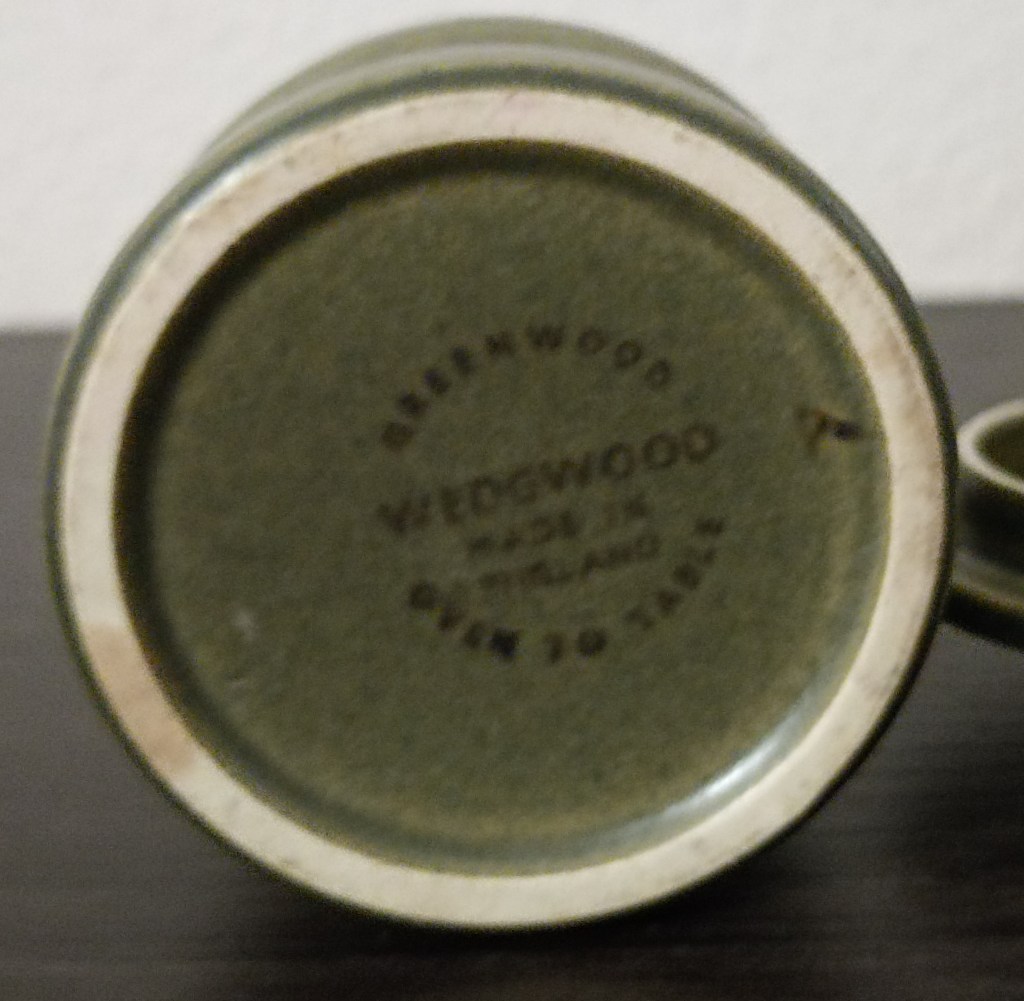 GREENWOOD
WEDGWOOD
MADE IN
ENGLAND
OVEN TO TABLE